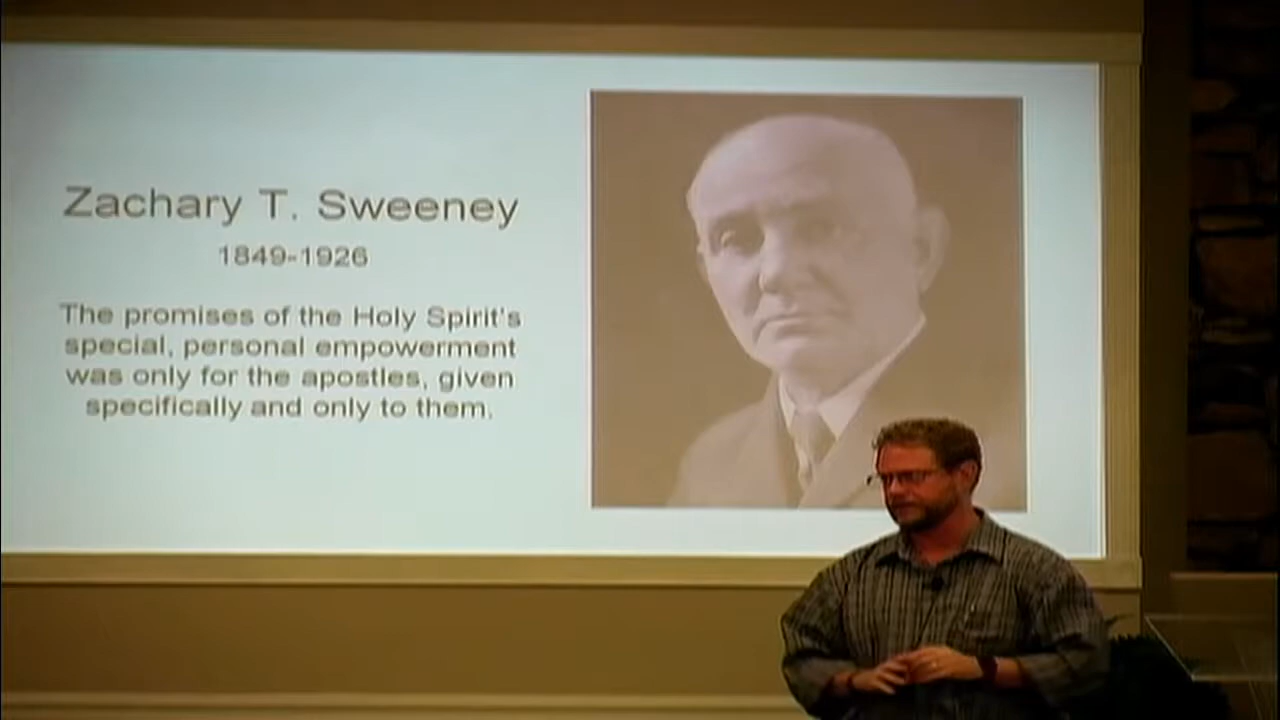 Zachary T. Sweeney
1849-1926
The promises of the Holy Spirit's
special, personal empowerment
was only for the apostles, given
specifically and only to them.